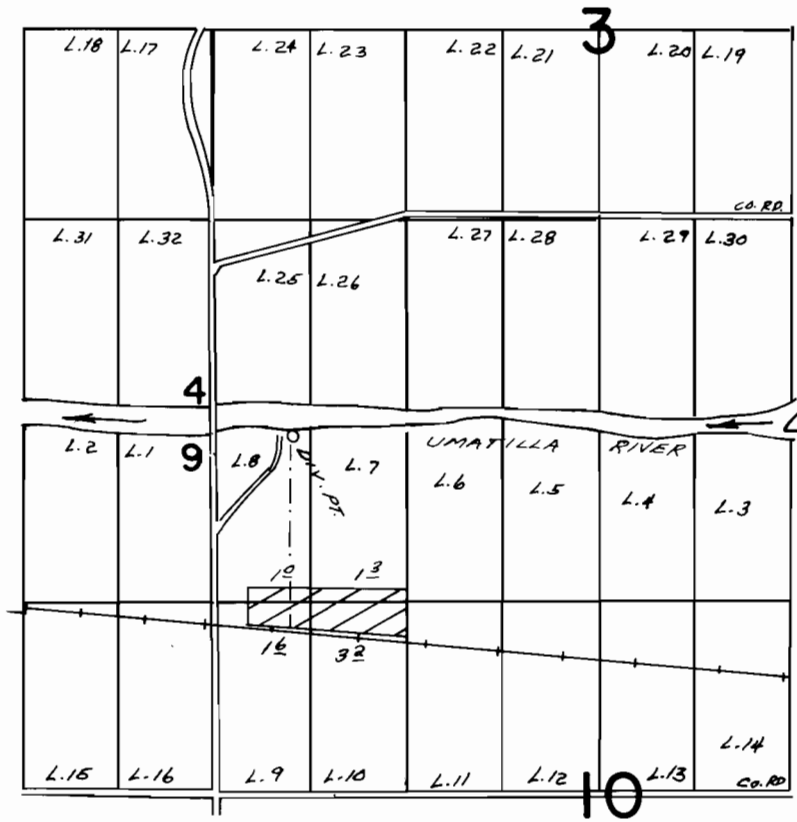 3
L.18 L.17 L.24 L.23 L.22 L.21 L.20 L.19
CO. RD.
L.31 L.32 L.27 L.28 L.29 L.30
L.25 L.26
4
9
UMATILLA RIVER
L.2 L.1 L.8 L.7 L.6 L.5 L.4 L.3
DIV. PT.
1 0 1 3
1 6 3 2
L.15 L.16 L.9 L.10 L.11 L.12 L.13 L.14
CO. RD
10